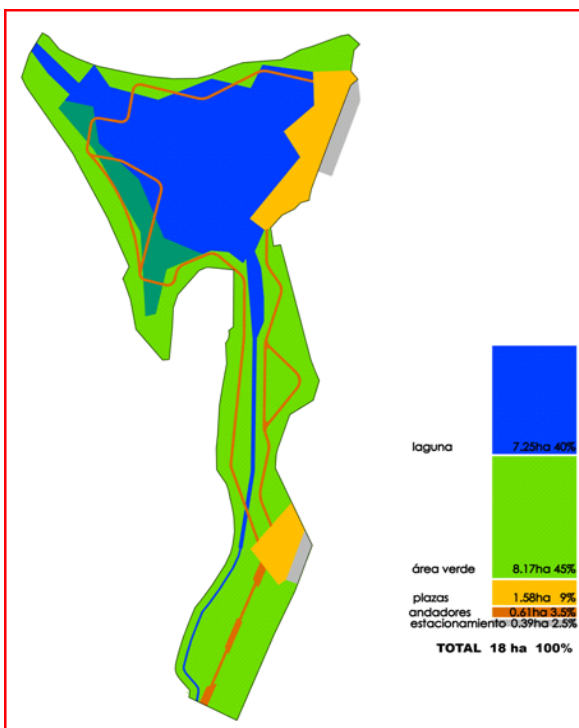 laguna 7.25ha 40%
área verde 8.17ha 45%
plazas 1.58ha 9%
andadores 0.61ha 3.5%
estacionamiento 0.39ha 2.5%
TOTAL 18 ha 100%